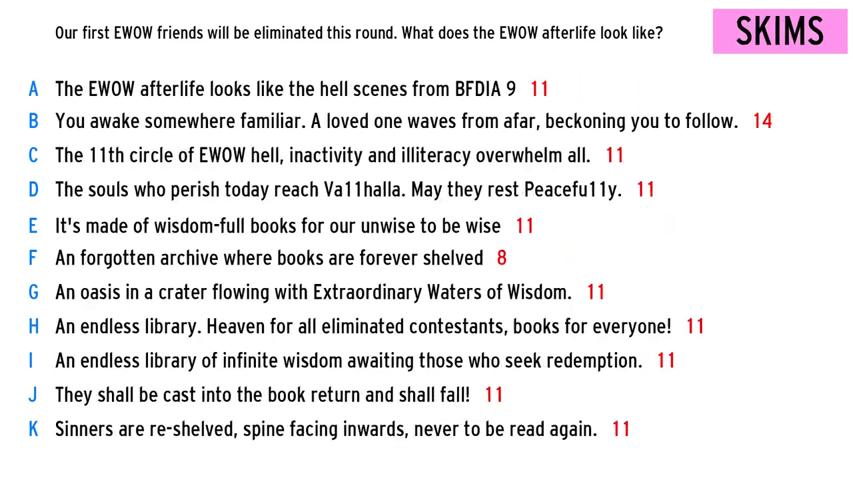 Our first EWOW friends will be eliminated this round. What does the EWOW afterlife look like?
SKIMS
A The EWOW afterlife looks like the hell scenes from BFDIA 9 11
B You awake somewhere familiar. A loved one waves from afar, beckoning you to follow. 14
C The 11th circle of EWOW hell, inactivity and illiteracy overwhelm all. 11
D The souls who perish today reach Va11halla. May they rest Peacefu11y. 11
E It's made of wisdom-full books for our unwise to be wise 11
F An forgotten archive where books are forever shelved 8
G An oasis in a crater flowing with Extraordinary Waters of Wisdom. 11
H An endless library. Heaven for all eliminated contestants, books for everyone! 11
I An endless library of infinite wisdom awaiting those who seek redemption. 11
J They shall be cast into the book return and shall fall! 11
K Sinners are re-shelved, spine facing inwards, never to be read again. 11